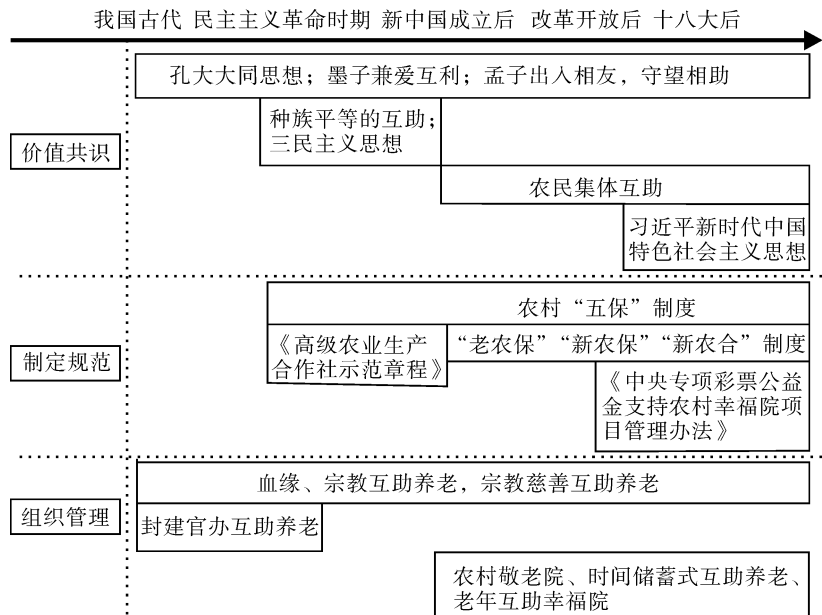 我国古代 民主主义革命时期 新中国成立后 改革开放后 十八大后
孔大大同思想；墨子兼爱互利；孟子出入相友，守望相助
种族平等的互助；
三民主义思想
价值共识
农民集体互助
习近平新时代中国
特色社会主义思想
农村“五保”制度
《高级农业生产
合作社示范章程》
“老农保”“新农保”“新农合”制度
制定规范
《中央专项彩票公益
金支持农村幸福院项
目管理办法》
血缘、宗教互助养老，宗教慈善互助养老
组织管理
封建官办互助养老
农村敬老院、时间储蓄式互助养老、
老年互助幸福院